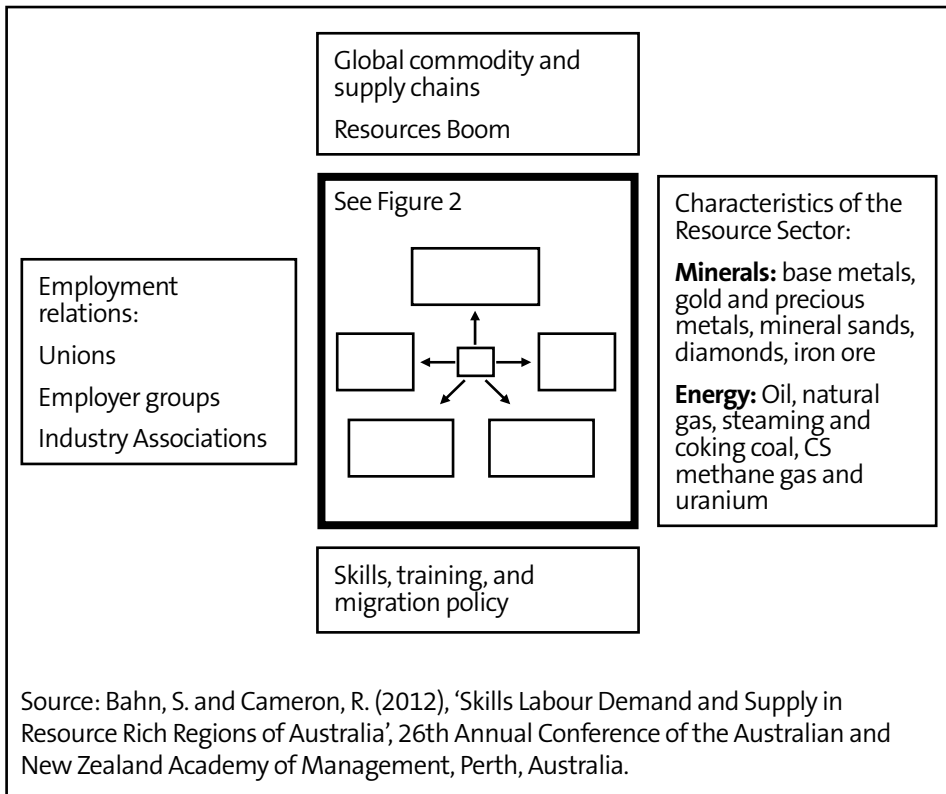 Global commodity and
supply chains
Resources Boom
See Figure 2
Employment
relations:
Unions
Employer groups
Industry Associations
Characteristics of the
Resource Sector:
Minerals: base metals,
gold and precious
metals, mineral sands,
diamonds, iron ore
Energy: Oil, natural
gas, steaming and
coking coal, CS
methane gas and
uranium
Skills, training, and
migration policy
Source: Bahn, S. and Cameron, R. (2012), ‘Skills Labour Demand and Supply in
Resource Rich Regions of Australia’, 26th Annual Conference of the Australian and
New Zealand Academy of Management, Perth, Australia.